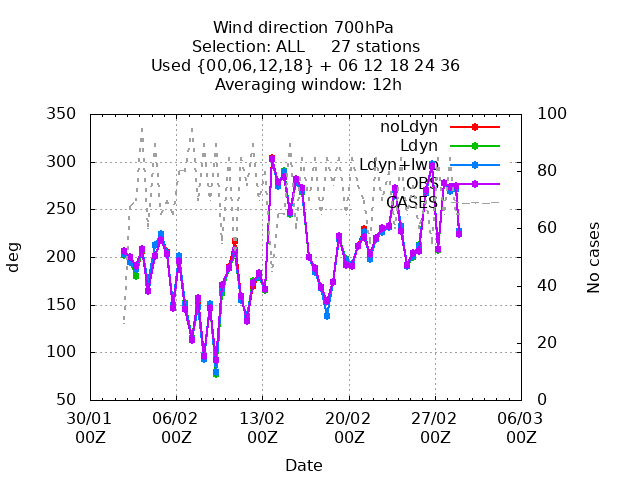 Wind direction 700hPa
Selection: ALL 27 stations
Used {00,06,12,18} + 06 12 18 24 36
Averaging window: 12h
350 100
noLdyn
Ldyn
300 Ldyn+lwn 80
OBS
250 CASES 60
200 40
150 20
100
50 0
deg
No cases
30/01 06/02 13/02 20/02 27/02 06/03
00Z 00Z 00Z 00Z 00Z 00Z
Date